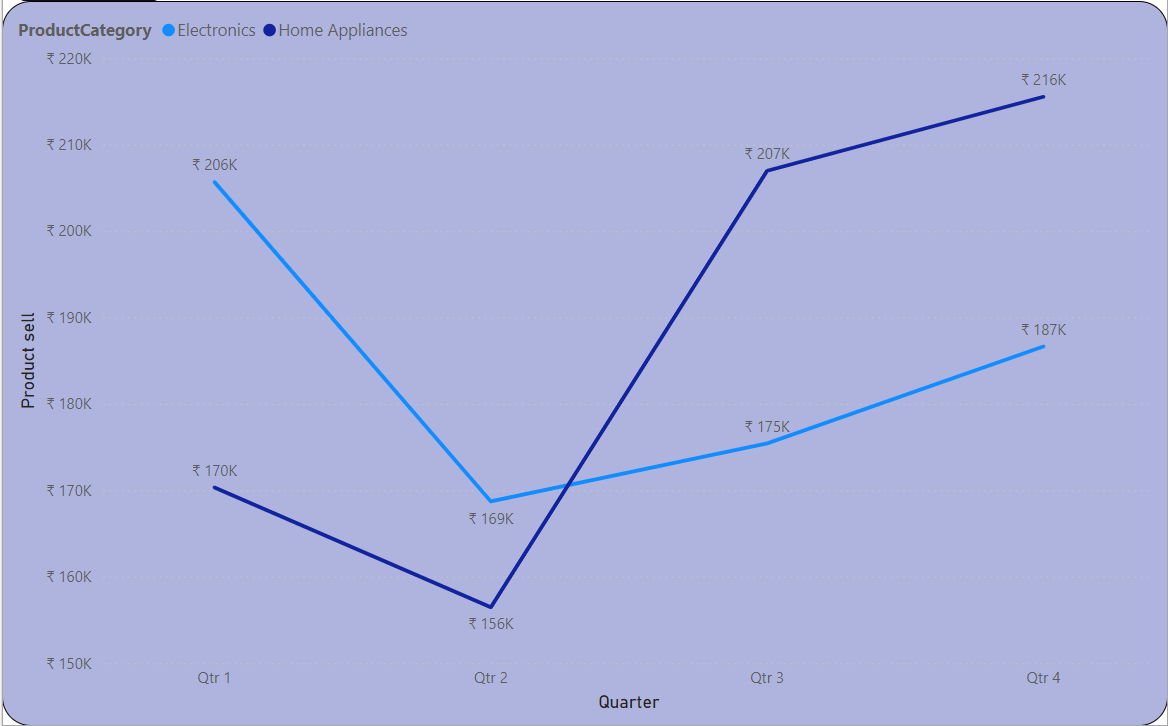 ProductCategory Electronics Home Appliances
₹ 220K
₹ 216K
₹ 210K
₹ 206K
₹ 207K
₹ 200K
₹ 190K
₹ 187K
Product sell
₹ 180K
₹ 175K
₹ 170K
₹ 170K
₹ 169K
₹ 160K
₹ 156K
₹ 150K
Qtr 1 Qtr 2 Qtr 3 Qtr 4
Quarter